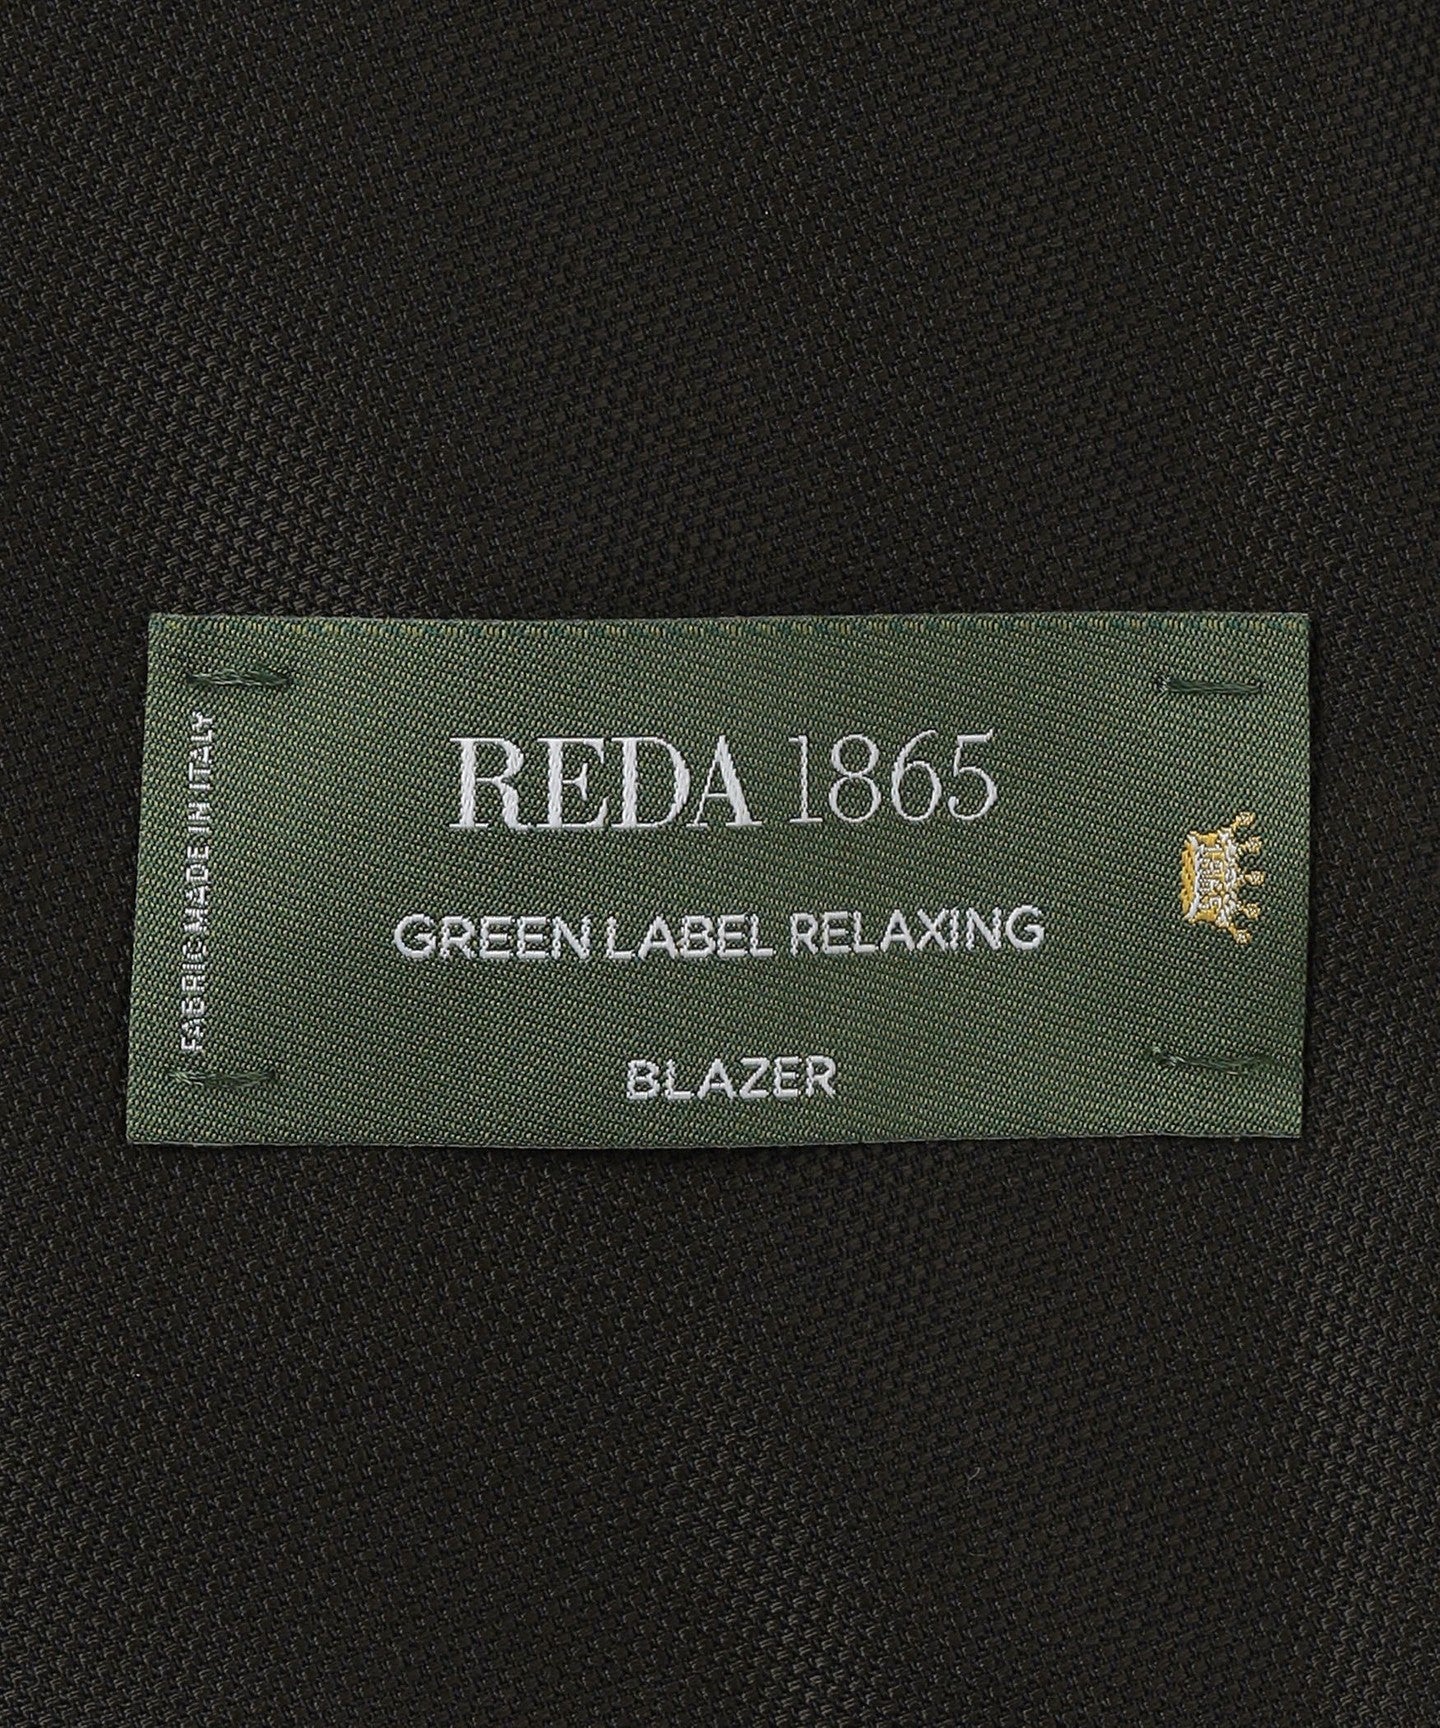 REDA 1865
GREEN LABEL RELAXING
BLAZER
FABRIC MADE IN ITALY